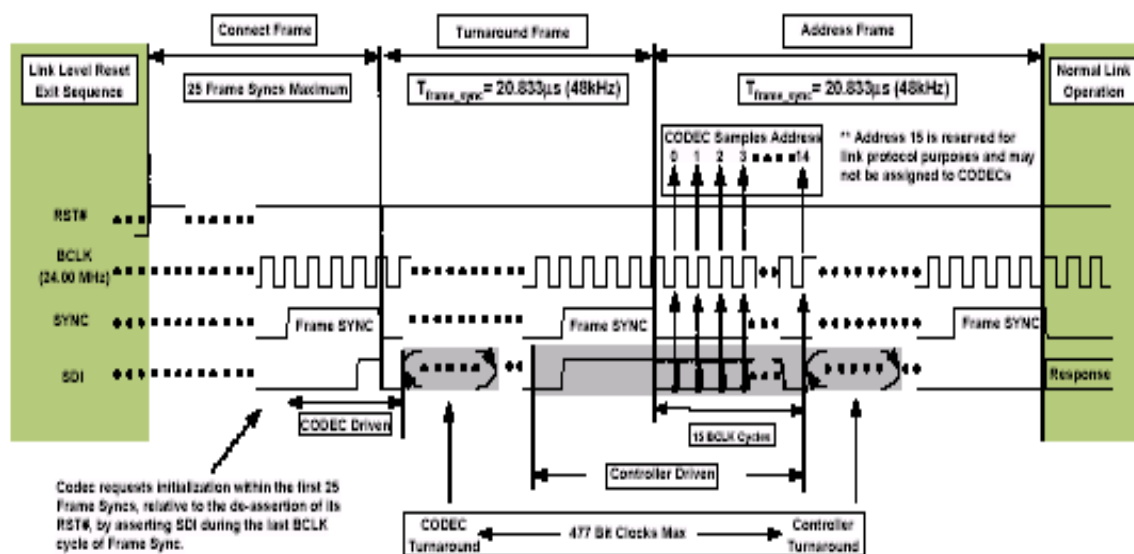 Connect Frame
Turnaround Frame
Address Frame
Link Level Reset
Exit Sequence
25 Frame Syncs Maximum
Tframe_sync= 20.833µs (48kHz)
Tframe_sync= 20.833µs (48kHz)
Normal Link
Operation
CODEC Samples Address
0 1 2 3 14
** Address 15 is reserved for
link protocol purposes and may
not be assigned to CODECs
RST#
BCLK
(24.00 MHz)
SYNC
Frame SYNC
Frame SYNC
Frame SYNC
SDI
Response
CODEC Driven
15 BCLK Cycles
Controller Driven
Codec requests initialization within the first 25
Frame Syncs, relative to the de-assertion of its
RST#, by asserting SDI during the last BCLK
cycle of Frame Sync.
CODEC
Turnaround
477 Bit Clocks Max
Controller
Turnaround